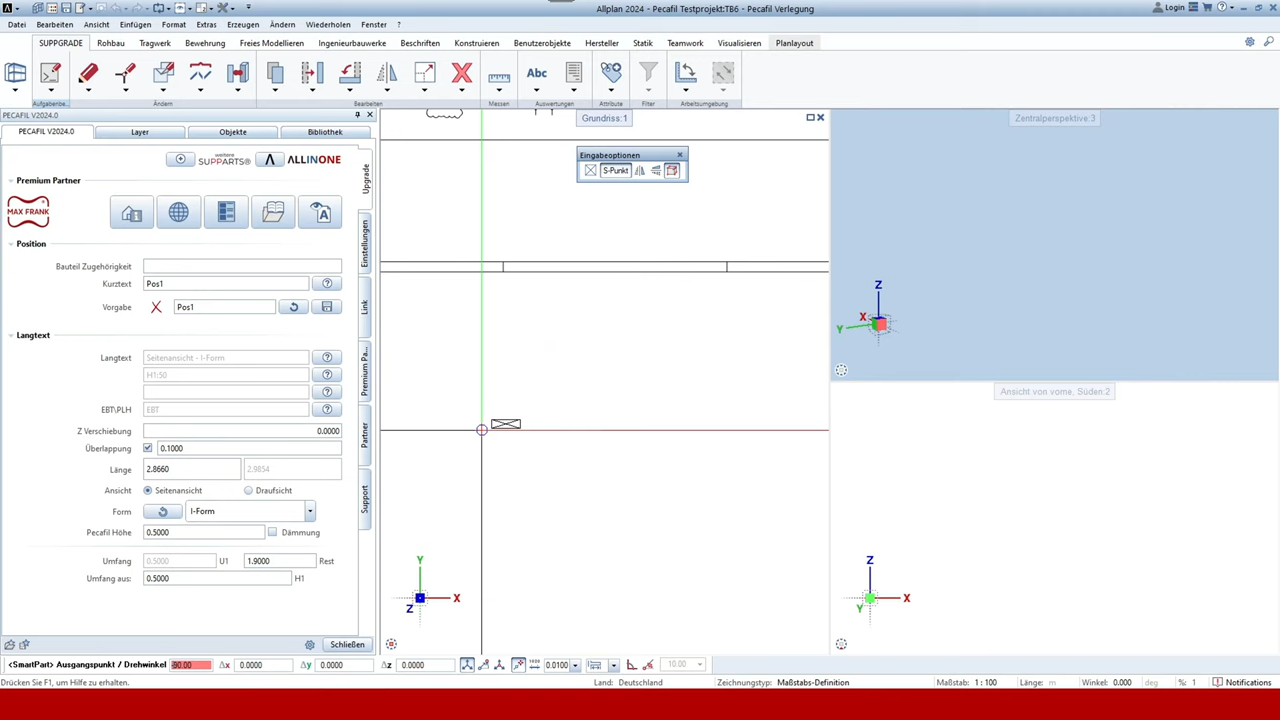 Allplan 2024 - Pecafil Testprojekt:TB6 - Pecafil Verlegung
Login
Datei Bearbeiten Ansicht Einfügen Format Extras Erzeugen Ändern Wiederholen Fenster ?
SUPPGRADE Rohbau Tragwerk Bewehrung Freies Modellieren Ingenieurbauwerke Beschriften Konstruieren Benutzerobjekte Hersteller Statik Teamwork Visualisieren Planlayout
Abc
Aufgabenbe... Ändern Bearbeiten Messen Auswertungen Attribute Filter Arbeitsumgebung
PECAFIL V2024.0
PECAFIL V2024.0 Layer Objekte Bibliothek
weitere SUPPARTS® ALLINONE
Premium Partner
MAX FRANK
Position
Bauteil Zugehörigkeit
Kurztext Pos1
Vorgabe Pos1
Langtext
Langtext Seitenansicht - I-Form
H1:50
EBT\PLH EBT
Z Verschiebung 0.0000
Überlappung 0.1000
Länge 2.8660 2.9854
Ansicht Seitenansicht Draufsicht
Form I-Form
Pecafil Höhe 0.5000 Dämmung
Umfang 0.5000 U1 1.9000 Rest
Umfang aus: 0.5000 H1
Schließen
Upgrade
Einstellungen
Link
Premium Pa...
Partner
Support
Grundriss:1
Eingabeoptionen
S-Punkt
Y
X
Z
Zentralperspektive:3
Z
X
Y
Ansicht von vorne, Süden:2
Z
X
Y
<SmartPart> Ausgangspunkt / Drehwinkel -90.00 Δx 0.0000 Δy 0.0000 Δz 0.0000 0.0100 10.00
Drücken Sie F1, um Hilfe zu erhalten. Land: Deutschland Zeichnungstyp: Maßstabs-Definition Maßstab: 1 : 100 Länge: m Winkel: 0.000 deg %: 1 Notifications